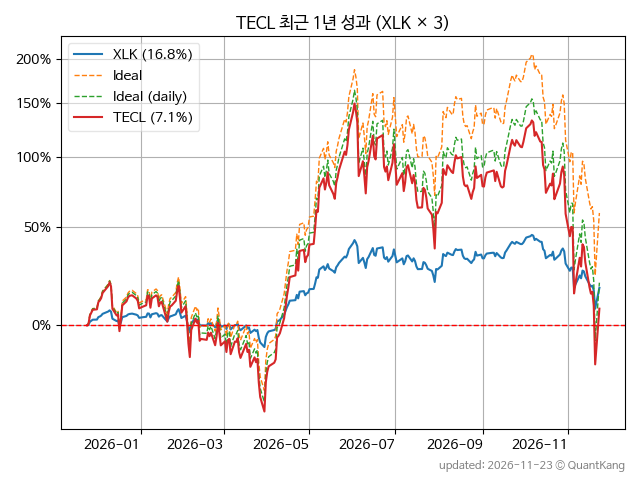 TECL 최근 1년 성과 (XLK × 3)
XLK (16.8%)
Ideal
Ideal (daily)
TECL (7.1%)
200%
150%
100%
50%
0%
2026-01
2026-03
2026-05
2026-07
2026-09
2026-11
updated: 2026-11-23 © QuantKang